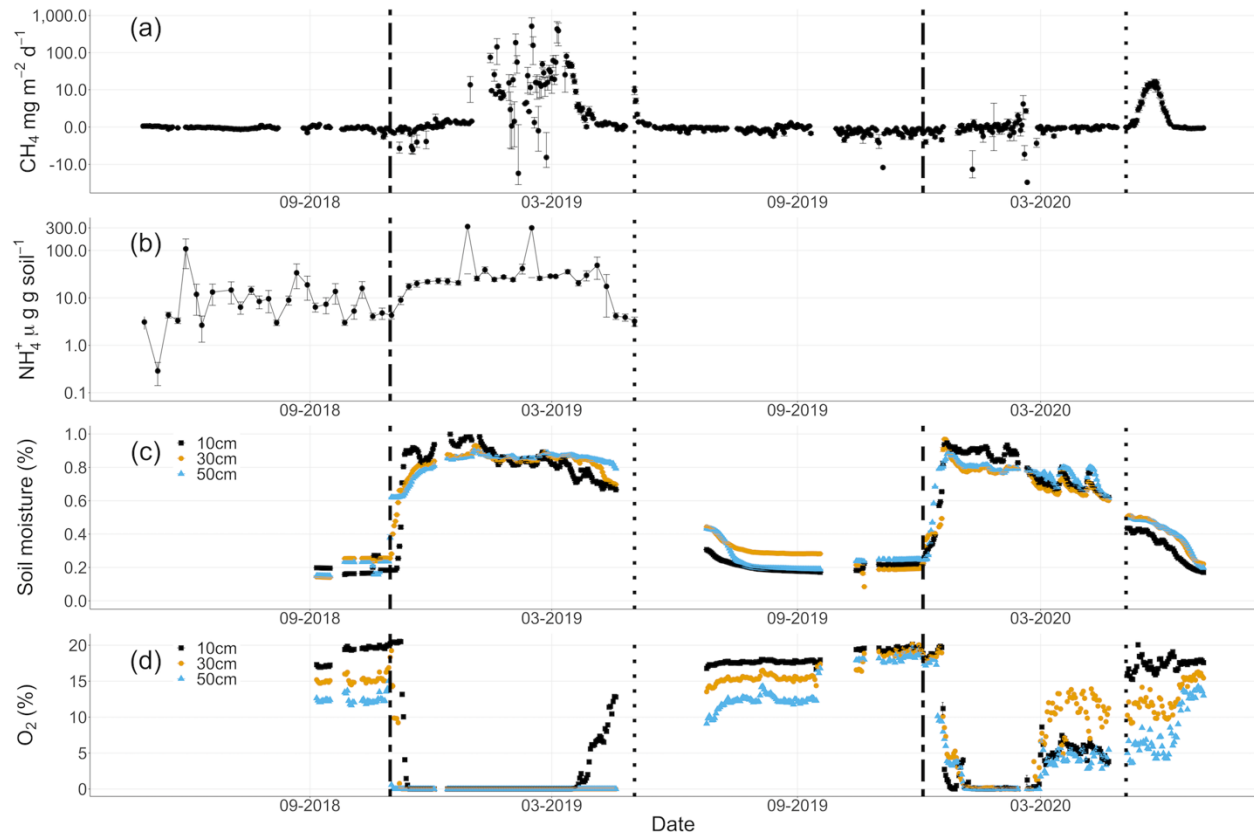 (a)
CH₄ mg m⁻² d⁻¹
1,000.0
100.0
10.0
0.0
-10.0
09-2018
03-2019
09-2019
03-2020
(b)
NH₄⁺ μ g g soil⁻¹
300.0
100.0
10.0
1.0
0.1
09-2018
03-2019
09-2019
03-2020
(c)
Soil moisture (%)
10cm
30cm
50cm
1.0
0.8
0.6
0.4
0.2
0.0
09-2018
03-2019
09-2019
03-2020
(d)
O₂ (%)
10cm
30cm
50cm
20
15
10
5
0
09-2018
03-2019
09-2019
03-2020
Date